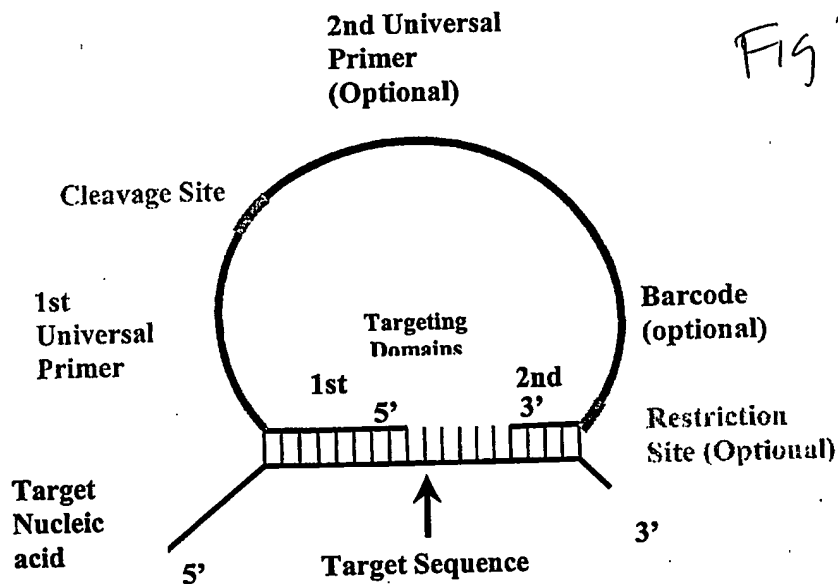 2nd Universal
Primer
(Optional)
Fig
Cleavage Site
1st
Universal
Primer
Targeting
Domains
Barcode
(optional)
1st
5’
2nd
3’
Restriction
Site (Optional)
Target
Nucleic
acid
5’
Target Sequence
3’